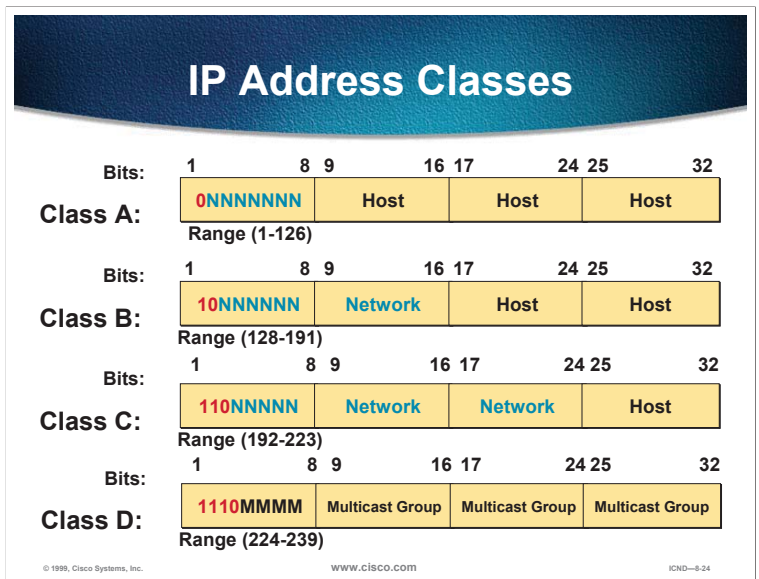 IP Address Classes
Bits: 1 8 9 16 17 24 25 32
Class A: 0NNNNNNN Host Host Host
Range (1-126)
Bits: 1 8 9 16 17 24 25 32
Class B: 10NNNNNN Network Host Host
Range (128-191)
Bits: 1 8 9 16 17 24 25 32
Class C: 110NNNNN Network Network Host
Range (192-223)
Bits: 1 8 9 16 17 24 25 32
Class D: 1110MMMM Multicast Group Multicast Group Multicast Group
Range (224-239)
© 1999, Cisco Systems, Inc. www.cisco.com ICND—8-24